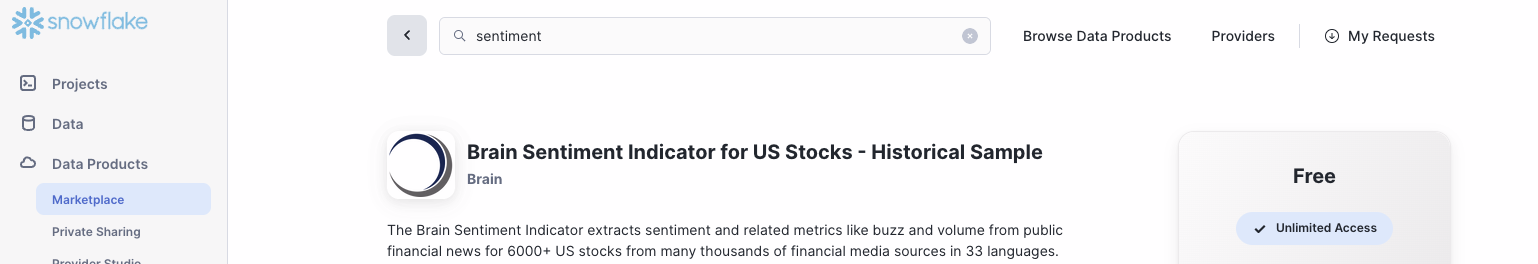 snowflake
sentiment
Browse Data Products
Providers
My Requests
Projects
Data
Data Products
Marketplace
Private Sharing
Provider Studio
Brain Sentiment Indicator for US Stocks - Historical Sample
Brain
The Brain Sentiment Indicator extracts sentiment and related metrics like buzz and volume from public
financial news for 6000+ US stocks from many thousands of financial media sources in 33 languages.
Free
Unlimited Access